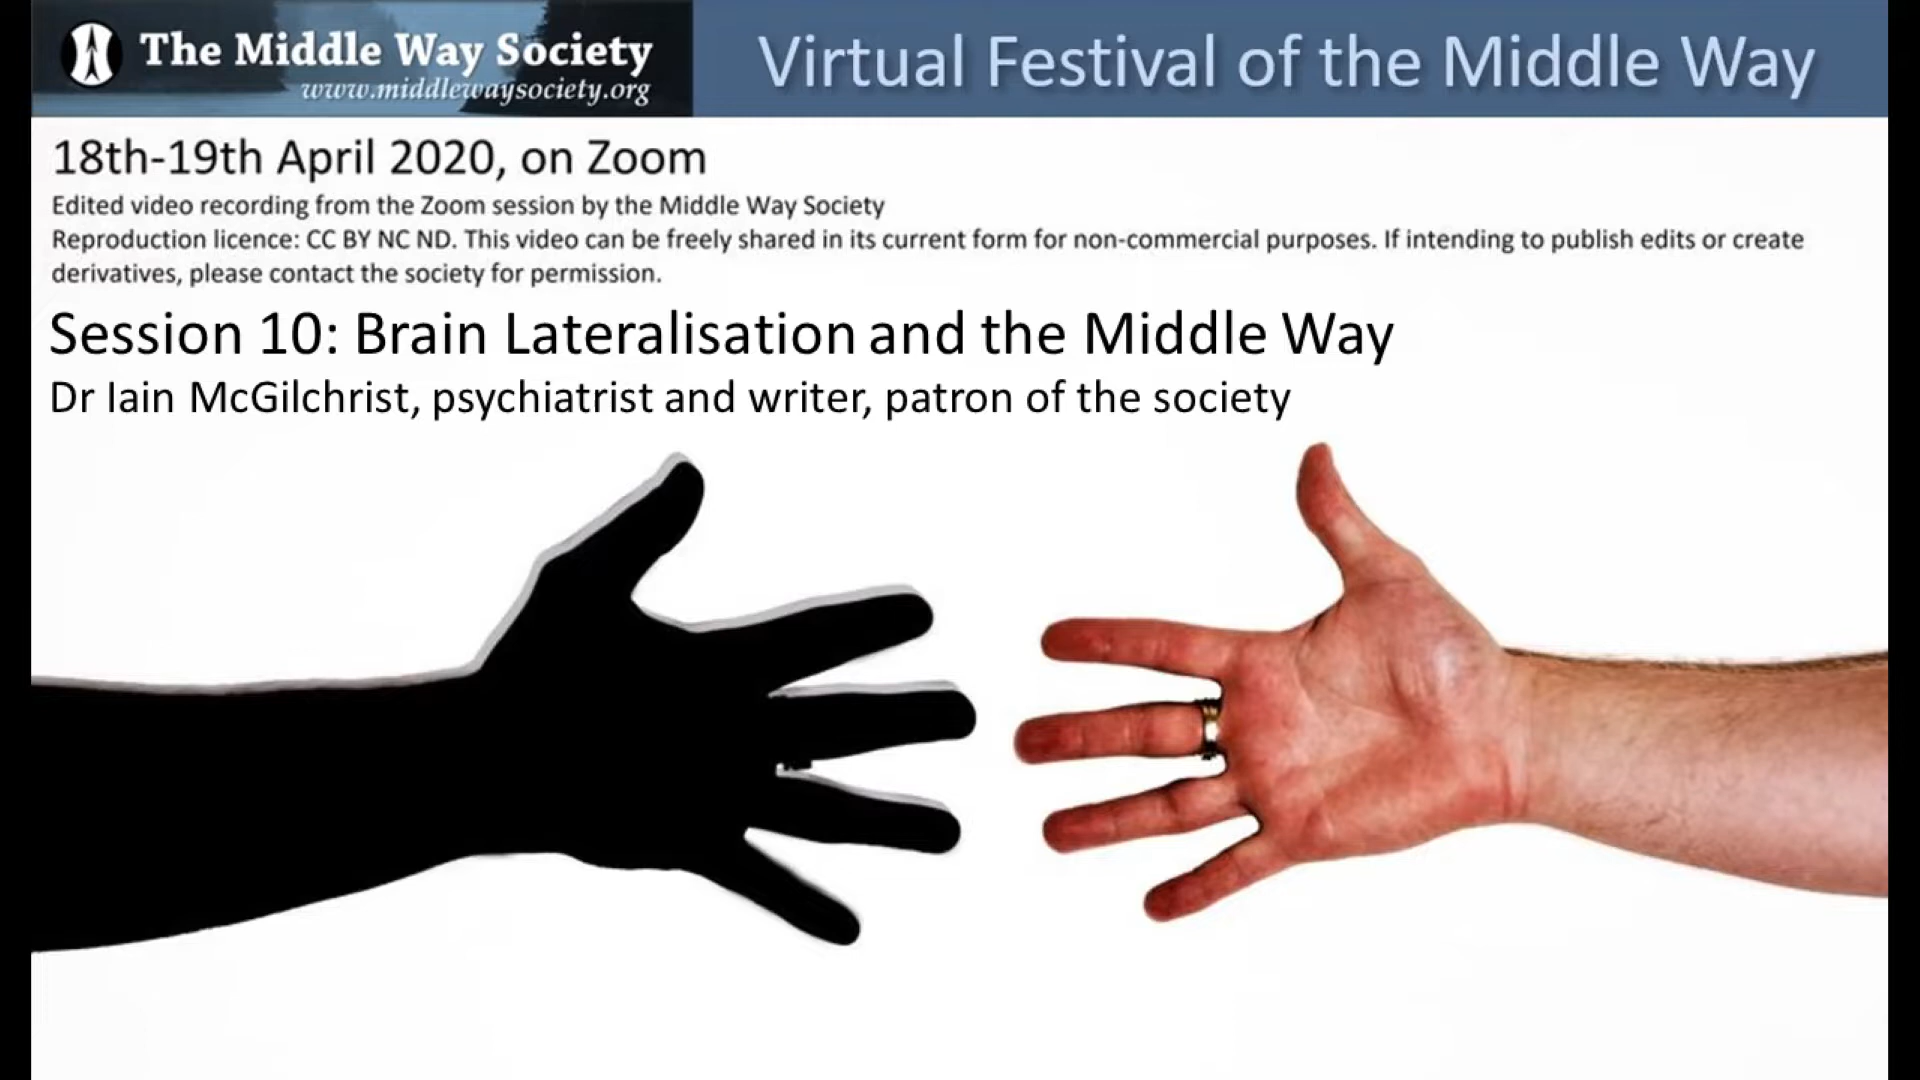 The Middle Way Society
www.middlewaysociety.org
Virtual Festival of the Middle Way
18th-19th April 2020, on Zoom
Edited video recording from the Zoom session by the Middle Way Society
Reproduction licence: CC BY NC ND. This video can be freely shared in its current form for non-commercial purposes. If intending to publish edits or create
derivatives, please contact the society for permission.
Session 10: Brain Lateralisation and the Middle Way
Dr Iain McGilchrist, psychiatrist and writer, patron of the society